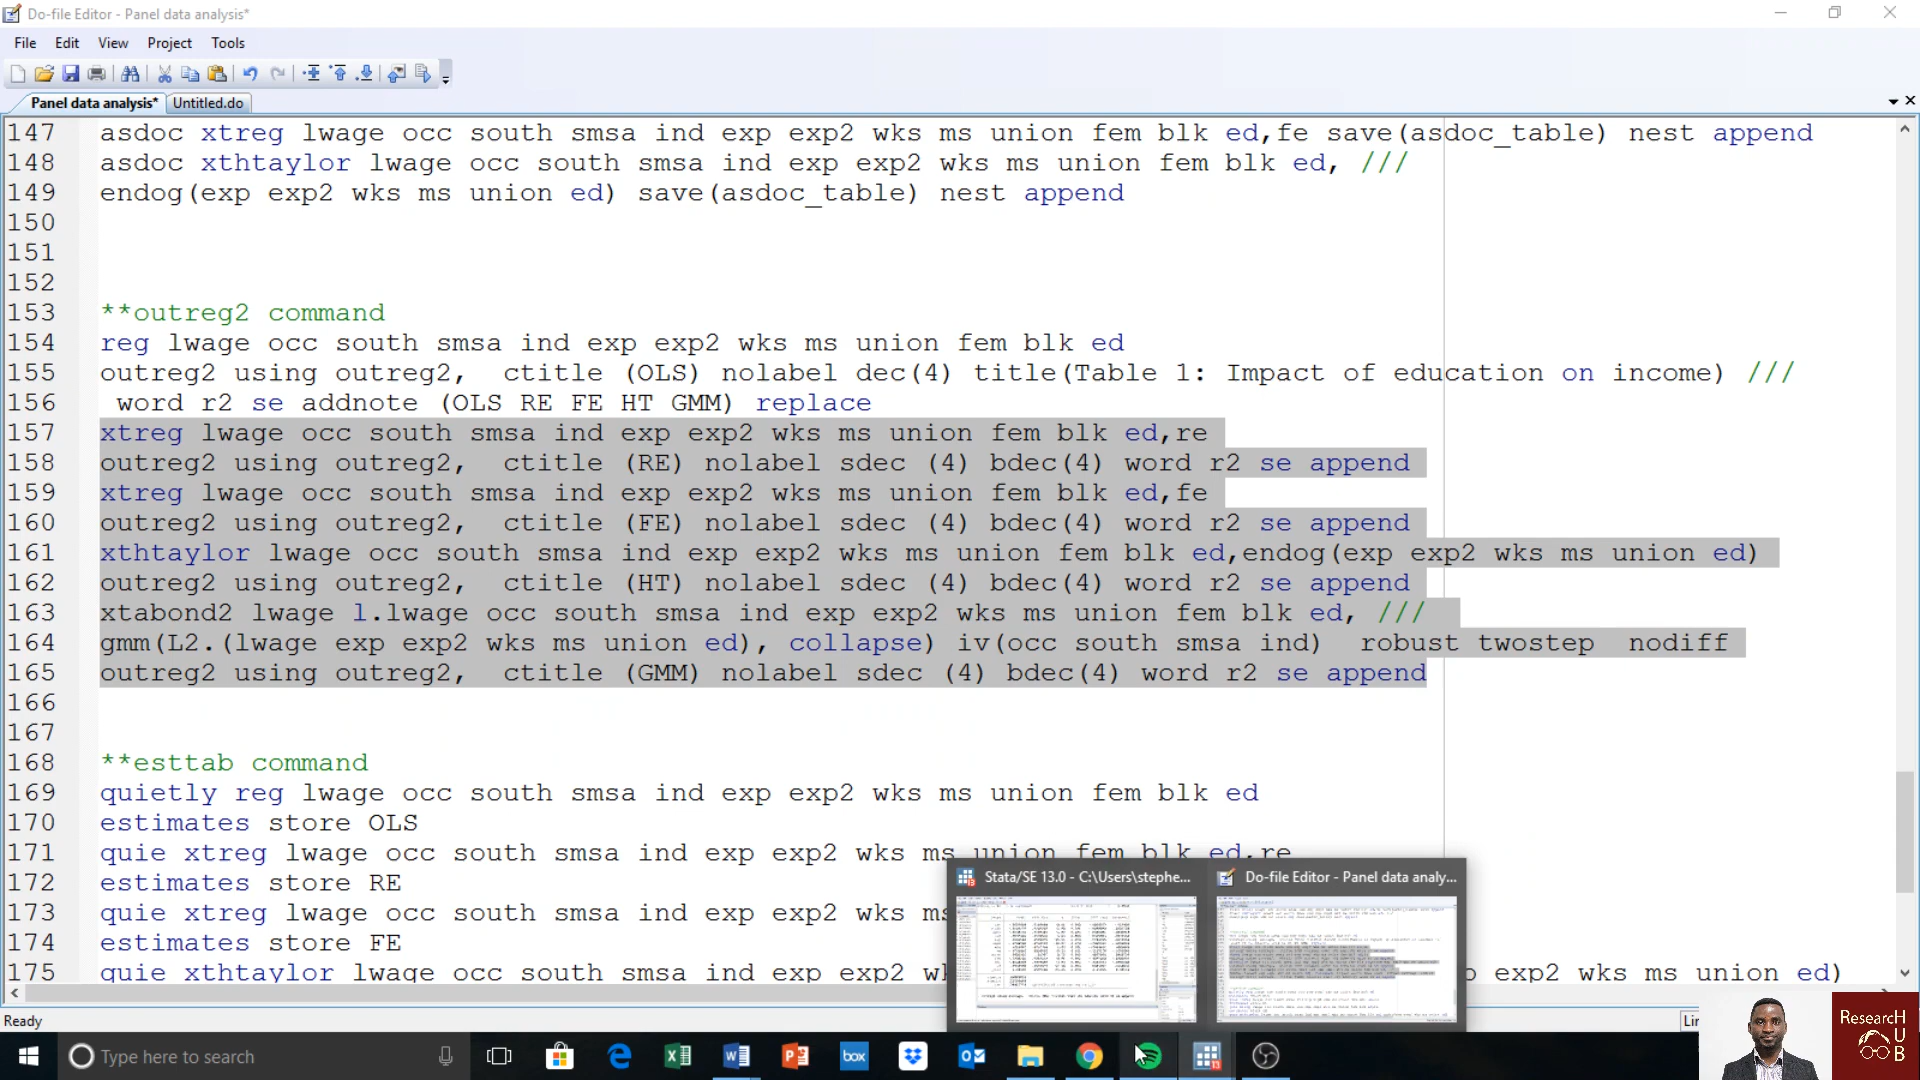 Do-file Editor - Panel data analysis*
File Edit View Project Tools
Panel data analysis* Untitled.do
147 asdoc xtreg lwage occ south smsa ind exp exp2 wks ms union fem blk ed,fe save(asdoc_table) nest append
148 asdoc xthtaylor lwage occ south smsa ind exp exp2 wks ms union fem blk ed, ///
149 endog(exp exp2 wks ms union ed) save(asdoc_table) nest append
150
151
152
153 **outreg2 command
154 reg lwage occ south smsa ind exp exp2 wks ms union fem blk ed
155 outreg2 using outreg2, ctitle (OLS) nolabel dec(4) title(Table 1: Impact of education on income) ///
156 word r2 se addnote (OLS RE FE HT GMM) replace
157 xtreg lwage occ south smsa ind exp exp2 wks ms union fem blk ed,re
158 outreg2 using outreg2, ctitle (RE) nolabel sdec (4) bdec(4) word r2 se append
159 xtreg lwage occ south smsa ind exp exp2 wks ms union fem blk ed,fe
160 outreg2 using outreg2, ctitle (FE) nolabel sdec (4) bdec(4) word r2 se append
161 xthtaylor lwage occ south smsa ind exp exp2 wks ms union fem blk ed,endog(exp exp2 wks ms union ed)
162 outreg2 using outreg2, ctitle (HT) nolabel sdec (4) bdec(4) word r2 se append
163 xtabond2 lwage l.lwage occ south smsa ind exp exp2 wks ms union fem blk ed, ///
164 gmm(L2.(lwage exp exp2 wks ms union ed), collapse) iv(occ south smsa ind) robust twostep nodiff
165 outreg2 using outreg2, ctitle (GMM) nolabel sdec (4) bdec(4) word r2 se append
166
167
168 **esttab command
169 quietly reg lwage occ south smsa ind exp exp2 wks ms union fem blk ed
170 estimates store OLS
171 quie xtreg lwage occ south smsa ind exp exp2 wks ms union fem blk ed,re
172 estimates store RE
173 quie xtreg lwage occ south smsa ind exp exp2 wks ms
174 estimates store FE
175 quie xthtaylor lwage occ south smsa ind exp exp2 exp2 wks ms union ed)
Stata/SE 13.0 - C:\Users\stephe... Do-file Editor - Panel data analy...
Ready
Type here to search
box
ResearcH
U
B